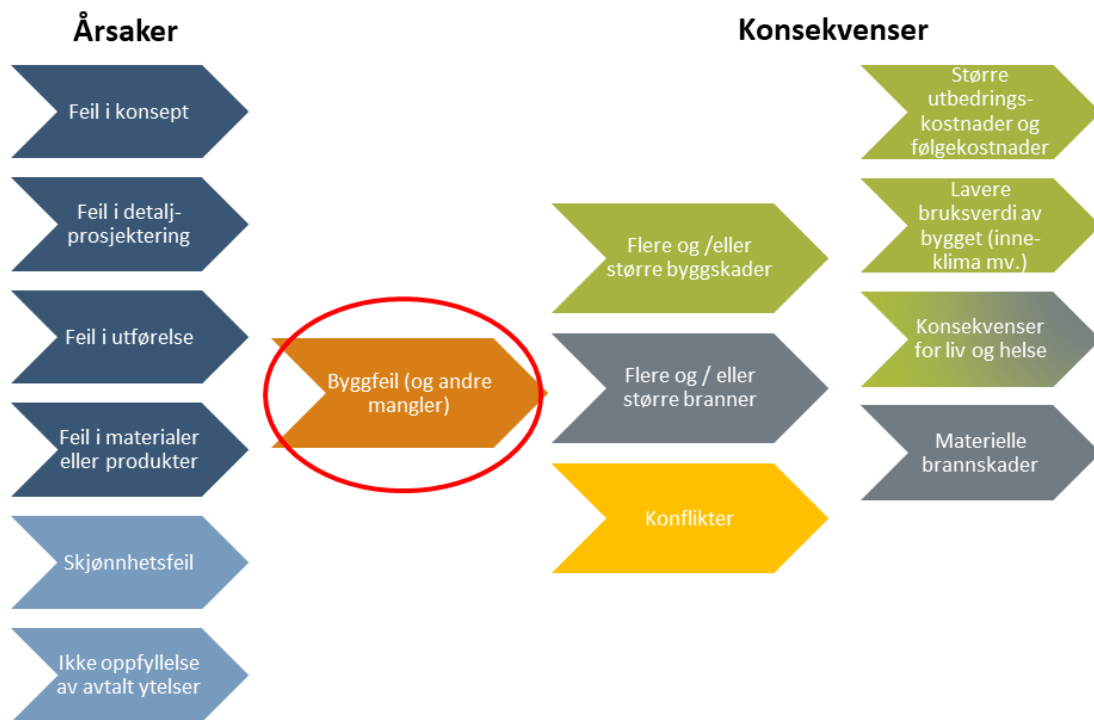 Årsaker
Feil i konsept
Feil i detalj-
prosjektering
Feil i utførelse
Feil i materialer
eller produkter
Skjønnhetsfeil
Ikke oppfyllelse
av avtalt ytelser
Byggfeil (og andre
mangler)
Konsekvenser
Flere og /eller
større byggskader
Flere og / eller
større branner
Konflikter
Større
utbedrings-
kostnader og
følgekostnader
Lavere
bruksverdi av
bygget (inne-
klima mv.)
Konsekvenser
for liv og helse
Materielle
brannskader